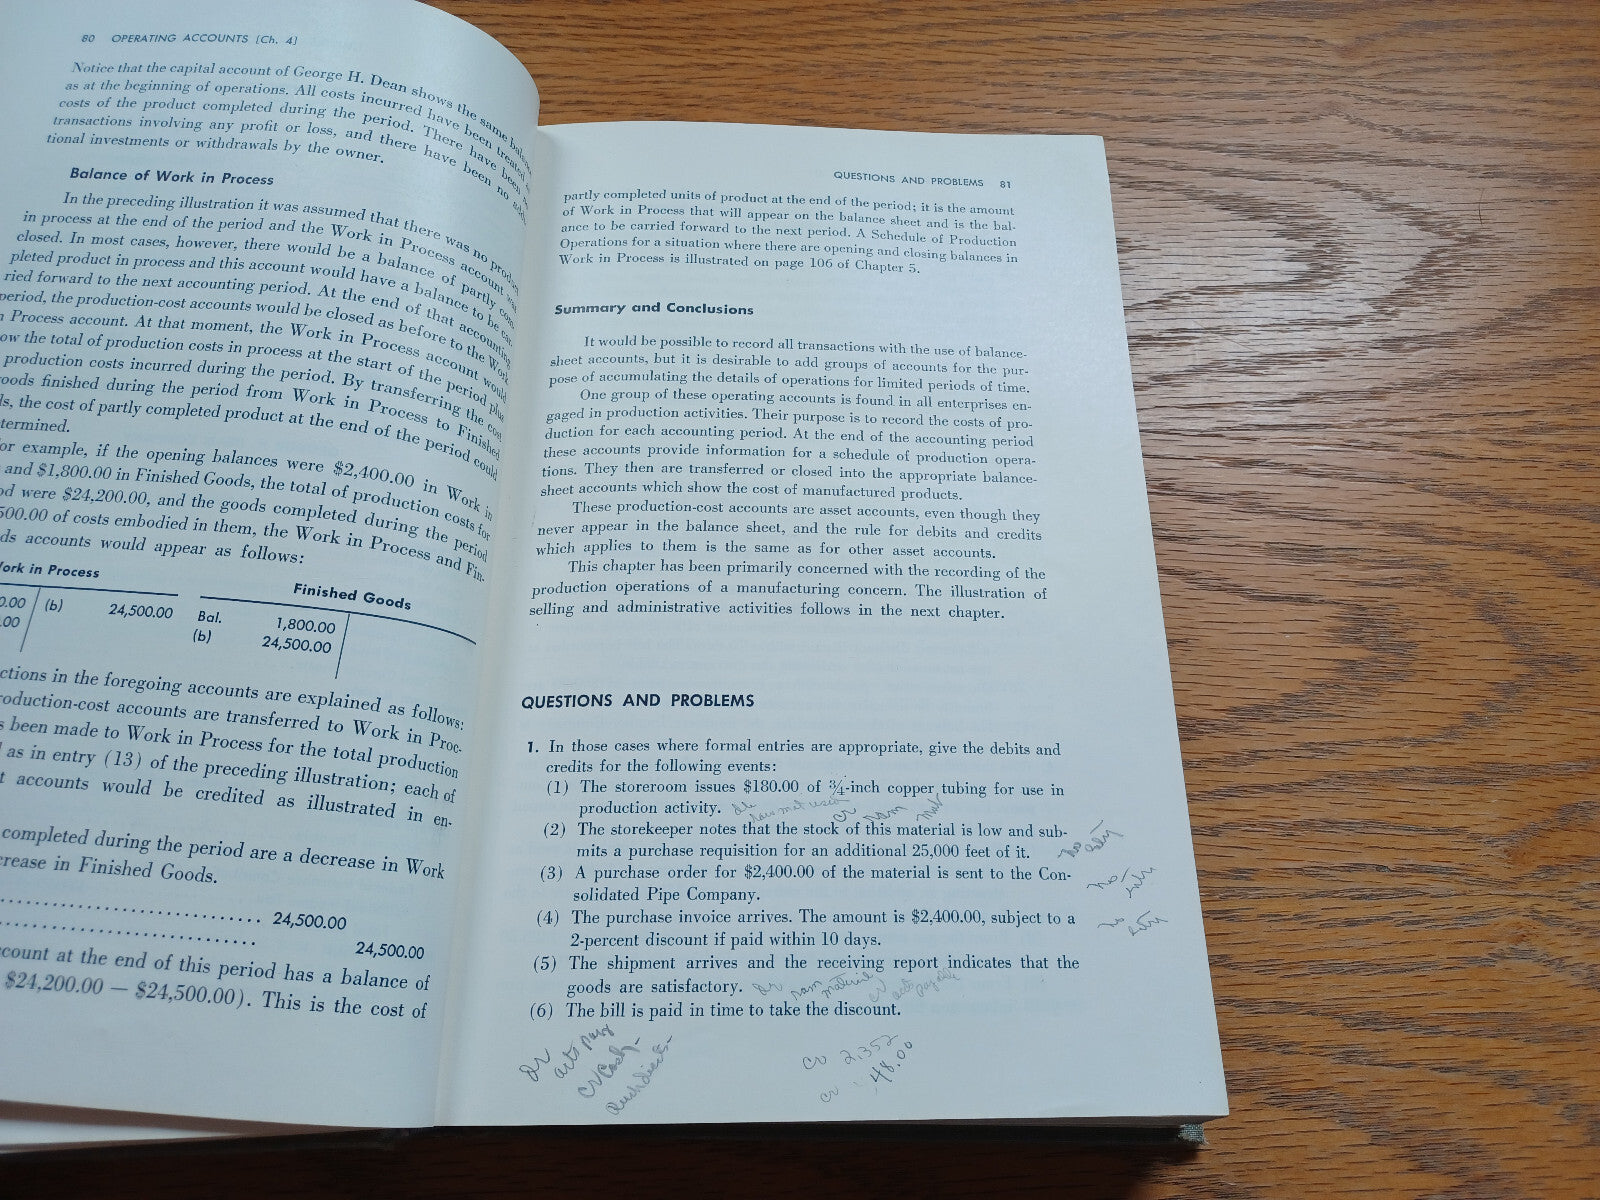 80 OPERATING ACCOUNTS [Ch. 4]
Notice that the capital account of George H. Dean shows the same
as at the beginning of operations. All costs incurred have been treated
costs of the product completed during the period. There have been
transactions involving any profit or loss, and there have been no
tional investments or withdrawals by the owner.
Balance of Work in Process
In the preceding illustration it was assumed that there was no
in process at the end of the period and the Work in Process account
closed. In most cases, however, there would be a balance of partly com-
pleted product in process and this account would have a balance to be car-
ried forward to the next accounting period. At the end of that accounting
period, the production-cost accounts would be closed as before to the Work
Process account. At that moment, the Work in Process account would
the total of production costs in process at the start of the period plus
production costs incurred during the period. By transferring the cost
finished during the period from Work in Process to Finished
the cost of partly completed product at the end of the period could
example, if the opening balances were $2,400.00 in Work in
and $1,800.00 in Finished Goods, the total of production costs for
were $24.200.00, and the goods completed during the period
500.00 of costs embodied in them, the Work in Process and Fin-
accounts would appear as follows:
Work in Process
Finished Goods
(b) 24,500.00 Bal. 1,800.00
(b) 24,500.00
in the foregoing accounts are explained as follows:
production-cost accounts are transferred to Work in Proc-
been made to Work in Process for the total production
as in entry (13) of the preceding illustration; each of
accounts would be credited as illustrated in en-
completed during the period are a decrease in Work
crease in Finished Goods.
24,500.00
24,500.00
account at the end of this period has a balance of
$24,200.00 — $24,500.00). This is the cost of
QUESTIONS AND PROBLEMS 81
partly completed units of product at the end of the period; it is the amount
of Work in Process that will appear on the balance sheet and is the bal-
ance to be carried forward to the next period. A Schedule of Production
Operations for a situation where there are opening and closing balances in
Work in Process is illustrated on page 106 of Chapter 5.
Summary and Conclusions
It would be possible to record all transactions with the use of balance-
sheet accounts, but it is desirable to add groups of accounts for the pur-
pose of accumulating the details of operations for limited periods of time.
One group of these operating accounts is found in all enterprises en-
gaged in production activities. Their purpose is to record the costs of pro-
duction for each accounting period. At the end of the accounting period
these accounts provide information for a schedule of production opera-
tions. They then are transferred or closed into the appropriate balance-
sheet accounts which show the cost of manufactured products.
These production-cost accounts are asset accounts, even though they
never appear in the balance sheet, and the rule for debits and credits
which applies to them is the same as for other asset accounts.
This chapter has been primarily concerned with the recording of the
production operations of a manufacturing concern. The illustration of
selling and administrative activities follows in the next chapter.
QUESTIONS AND PROBLEMS
1. In those cases where formal entries are appropriate, give the debits and
credits for the following events:
(1) The storeroom issues $180.00 of ¾-inch copper tubing for use in
production activity.
cr raw mat
(2) The storekeeper notes that the stock of this material is low and sub-
mits a purchase requisition for an additional 25,000 feet of it.
no
(3) A purchase order for $2,400.00 of the material is sent to the Con-
solidated Pipe Company.
no
(4) The purchase invoice arrives. The amount is $2,400.00, subject to a
2-percent discount if paid within 10 days.
no
(5) The shipment arrives and the receiving report indicates that the
goods are satisfactory. Dr raw material
cr accts payable
(6) The bill is paid in time to take the discount.
Dr
accts
cr Cash
cr 2,352
cr 48.00